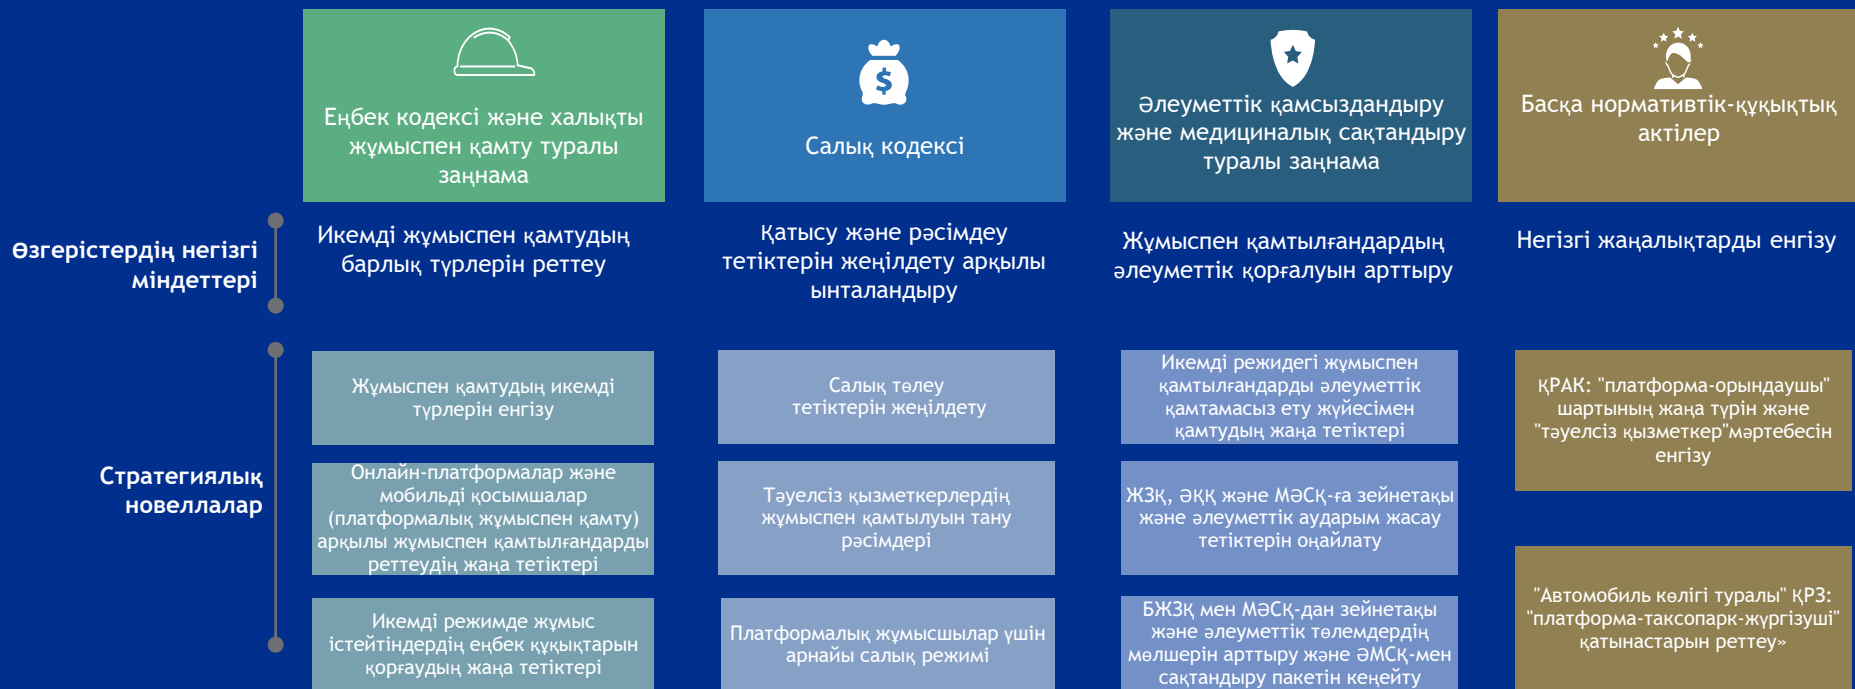 Еңбек кодексі және халықты
жұмыспен қамту туралы
заңнама
Салық кодексі
Әлеуметтік қамсыздандыру
және медициналық сақтандыру
туралы заңнама
Басқа нормативтік-құқықтық
актілер
Өзгерістердің негізгі
міндеттері
Икемді жұмыспен қамтудың
барлық түрлерін реттеу
Қатысу және рәсімдеу
тетіктерін жеңілдету арқылы
ынталандыру
Жұмыспен қамтылғандардың
әлеуметтік қорғалуын арттыру
Негізгі жаңалықтарды енгізу
Стратегиялық
новеллалар
Жұмыспен қамтудың икемді
түрлерін енгізу
Онлайн-платформалар және
мобильді қосымшалар
(платформалық жұмыспен қамту)
арқылы жұмыспен қамтылғандарды
реттеудің жаңа тетіктері
Икемді режимде жұмыс
істейтіндердің еңбек құқықтарын
қорғаудың жаңа тетіктері
Салық төлеу
тетіктерін жеңілдету
Тәуелсіз қызметкерлердің
жұмыспен қамтылуын тану
рәсімдері
Платформалық жұмысшылар үшін
арнайы салық режимі
Икемді режидегі жұмыспен
қамтылғандарды әлеуметтік
қамтамасыз ету жүйесімен
қамтудың жаңа тетіктері
ЖЗҚ, ӘҚҚ және МӘСҚ-ға зейнетақы
және әлеуметтік аударым жасау
тетіктерін оңайлату
БЖЗҚ мен МӘСҚ-дан зейнетақы
және әлеуметтік төлемдердің
мөлшерін арттыру және ӘМСҚ-мен
сақтандыру пакетін кеңейту
ҚРАК: "платформа-орындаушы"
шартының жаңа түрін және
"тәуелсіз қызметкер"мәртебесін
енгізу
"Автомобиль көлігі туралы" ҚРЗ:
"платформа-таксопарк-жүргізуші"
қатынастарын реттеу»